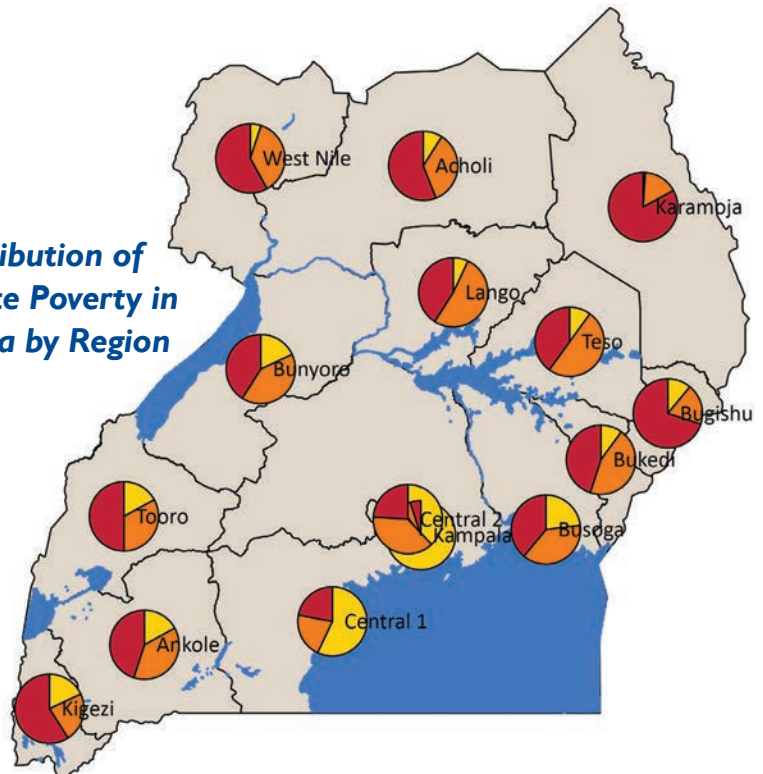 ibution of
te Poverty in
a by Region
West Nile
Acholi
Karamoja
Lango
Teso
Bunyoro
Bugishu
Bukedi
Tooro
Central 2
Kampala
Busoga
Central 1
Ankole
Kigezi